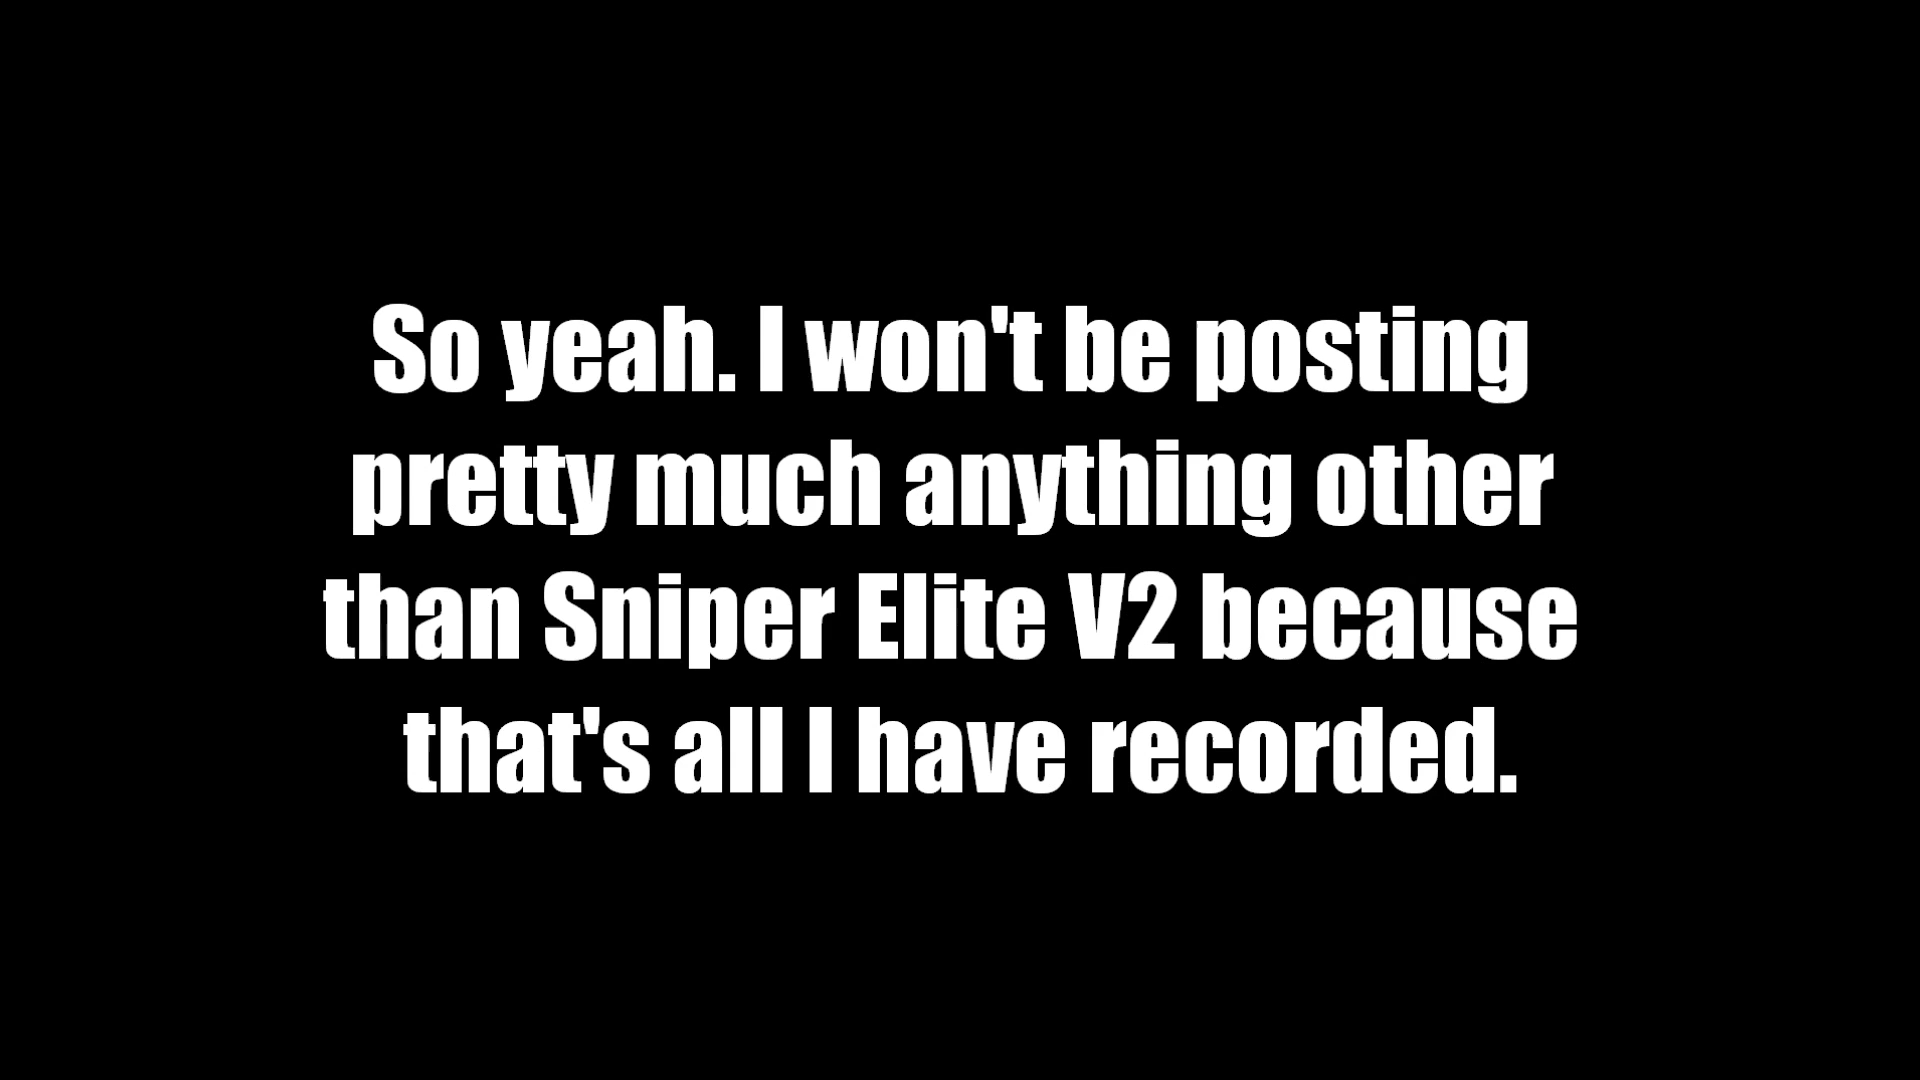 So yeah. I won't be posting
pretty much anything other
than Sniper Elite V2 because
that's all I have recorded.